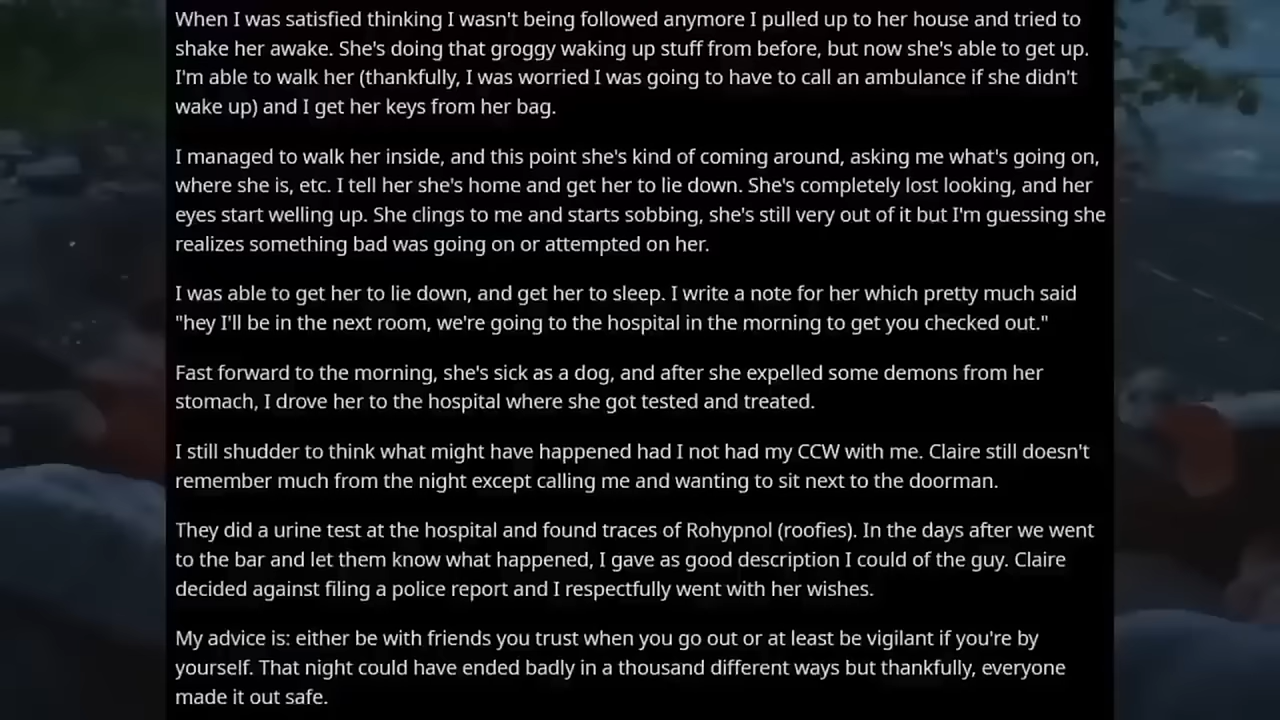 When I was satisfied thinking I wasn't being followed anymore I pulled up to her house and tried to
shake her awake. She's doing that groggy waking up stuff from before, but now she's able to get up.
I'm able to walk her (thankfully, I was worried I was going to have to call an ambulance if she didn't
wake up) and I get her keys from her bag.
I managed to walk her inside, and this point she's kind of coming around, asking me what's going on,
where she is, etc. I tell her she's home and get her to lie down. She's completely lost looking, and her
eyes start welling up. She clings to me and starts sobbing, she's still very out of it but I'm guessing she
realizes something bad was going on or attempted on her.
I was able to get her to lie down, and get her to sleep. I write a note for her which pretty much said
"hey I'll be in the next room, we're going to the hospital in the morning to get you checked out."
Fast forward to the morning, she's sick as a dog, and after she expelled some demons from her
stomach, I drove her to the hospital where she got tested and treated.
I still shudder to think what might have happened had I not had my CCW with me. Claire still doesn't
remember much from the night except calling me and wanting to sit next to the doorman.
They did a urine test at the hospital and found traces of Rohypnol (roofies). In the days after we went
to the bar and let them know what happened, I gave as good description I could of the guy. Claire
decided against filing a police report and I respectfully went with her wishes.
My advice is: either be with friends you trust when you go out or at least be vigilant if you're by
yourself. That night could have ended badly in a thousand different ways but thankfully, everyone
made it out safe.